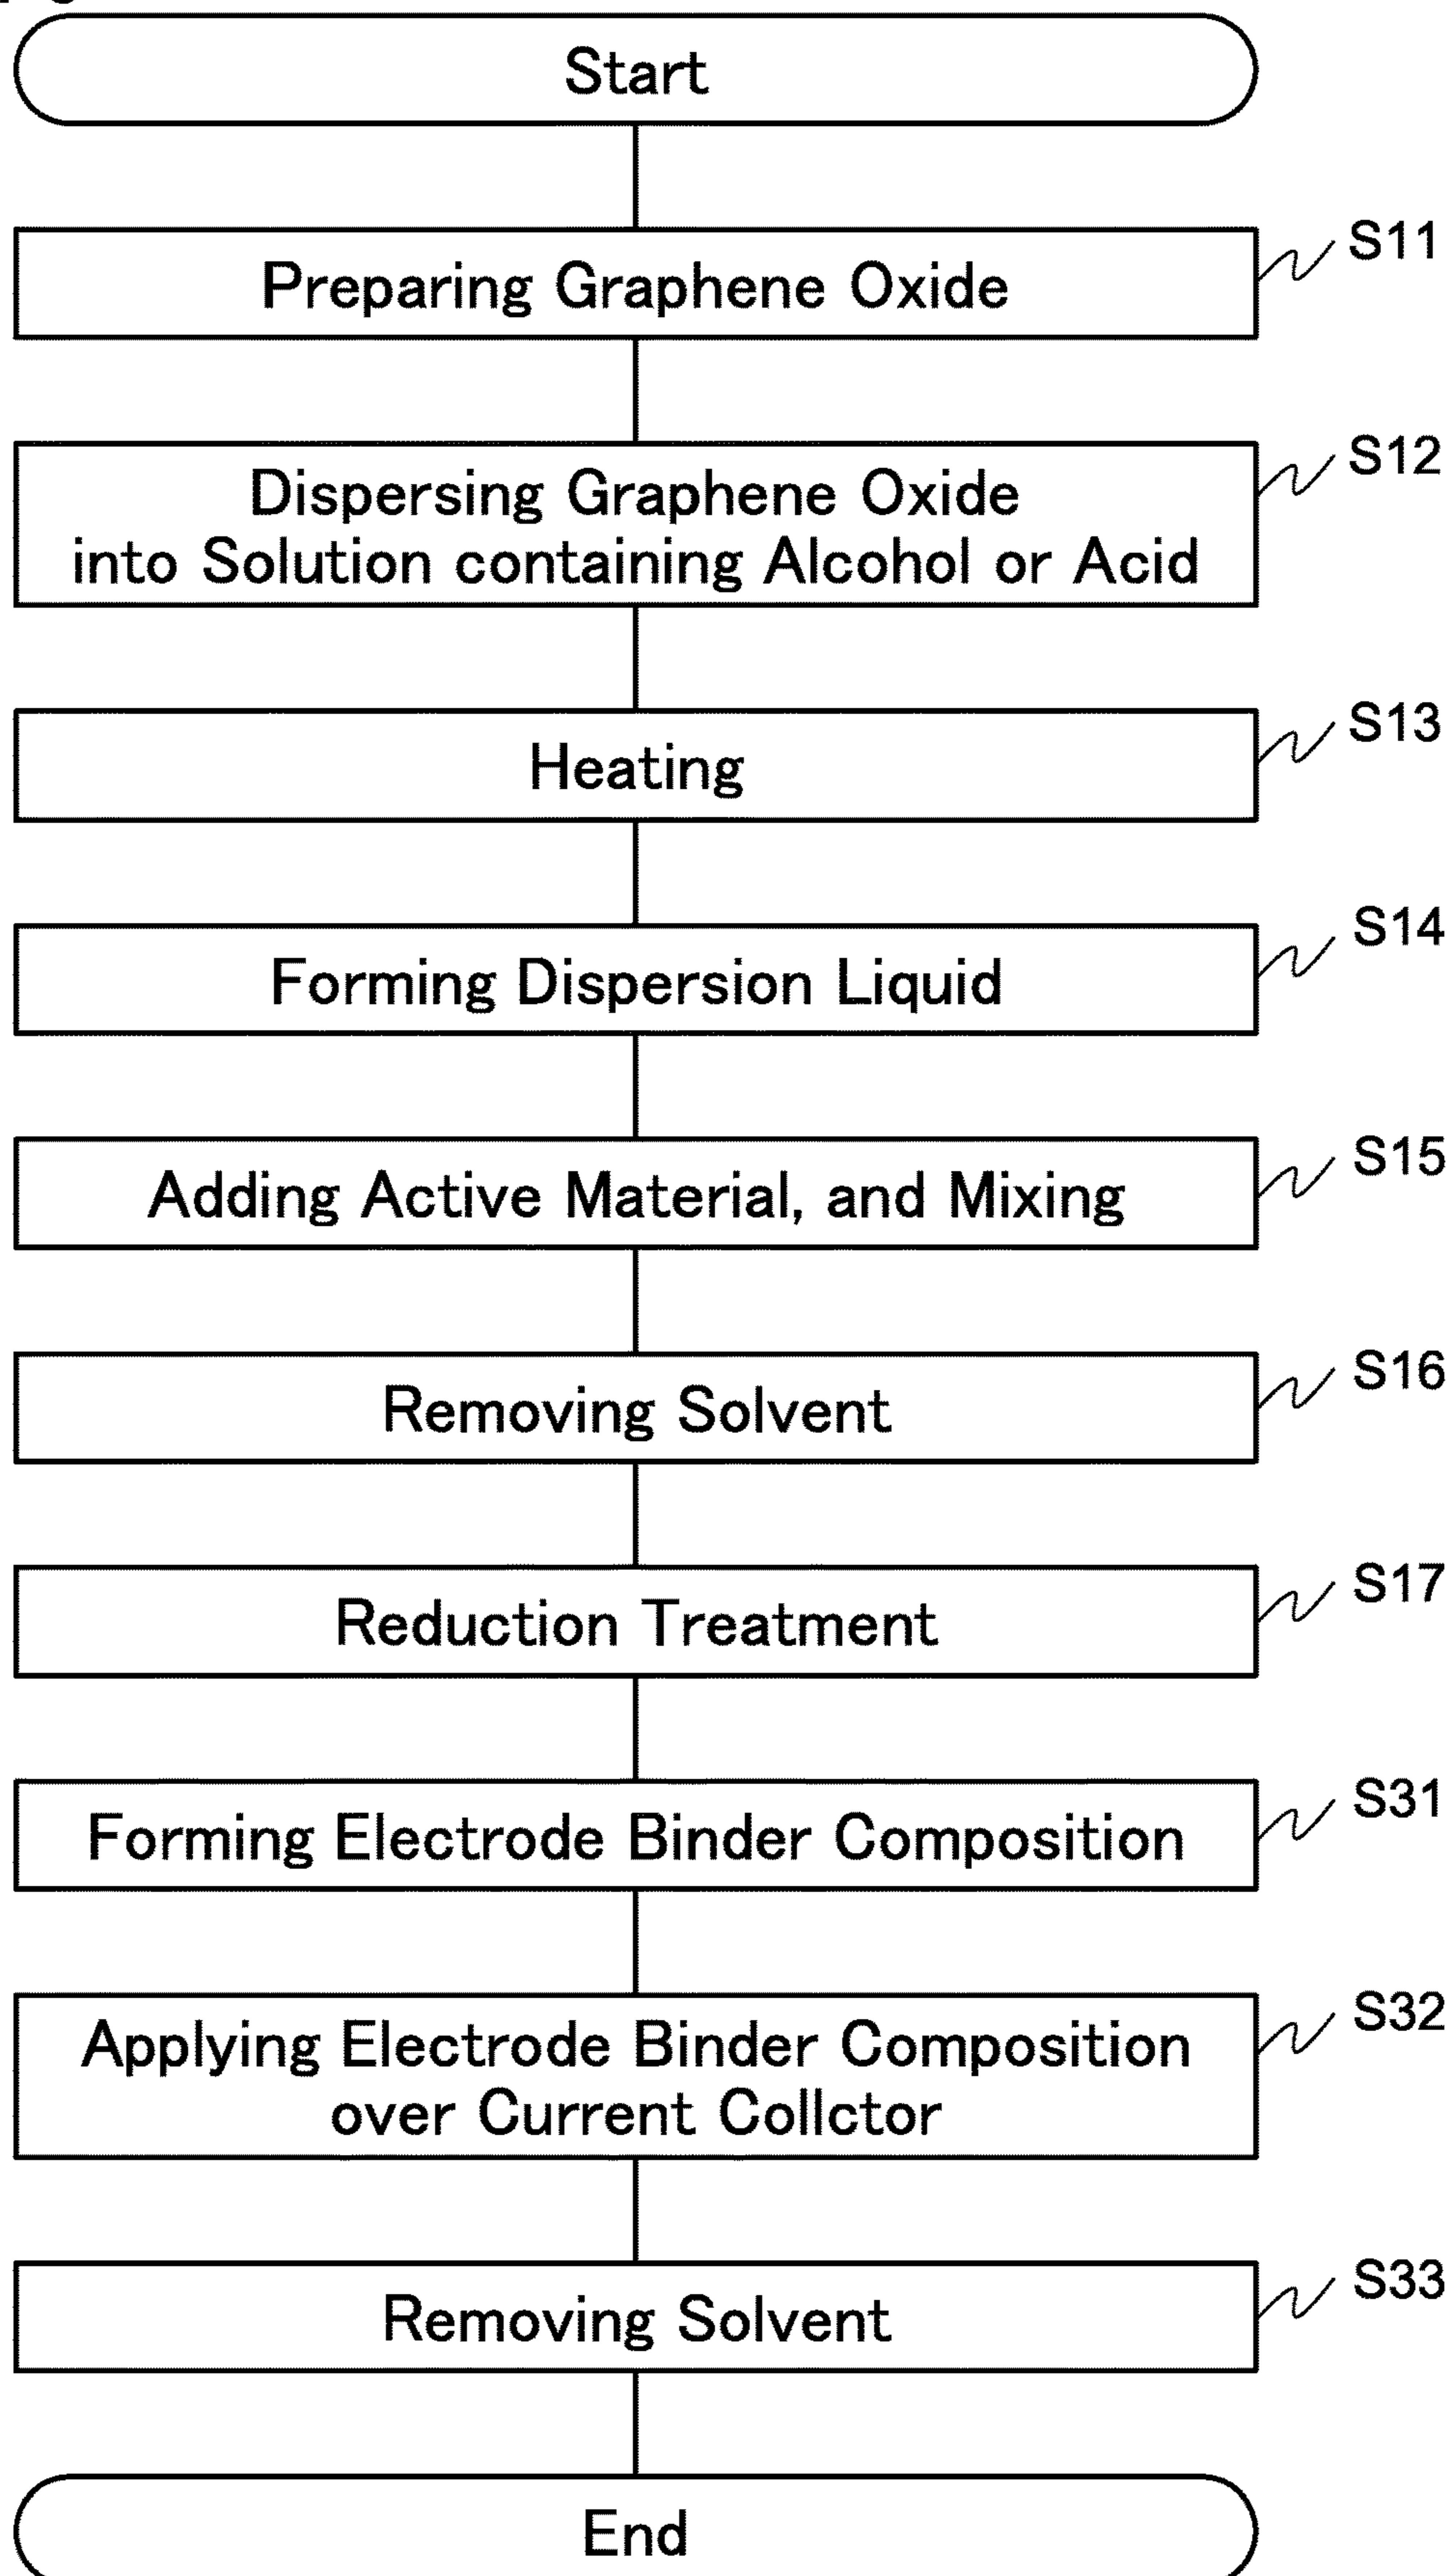 Start
S11
Preparing Graphene Oxide
S12
Dispersing Graphene Oxide
into Solution containing Alcohol or Acid
S13
Heating
S14
Forming Dispersion Liquid
S15
Adding Active Material, and Mixing
S16
Removing Solvent
S17
Reduction Treatment
S31
Forming Electrode Binder Composition
S32
Applying Electrode Binder Composition
over Current Collctor
S33
Removing Solvent
End